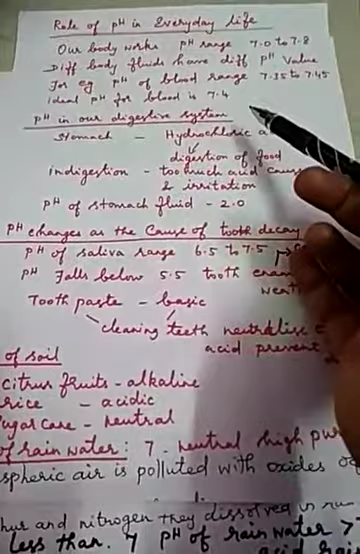 Role of pH in Everyday life
Our body works pH range 7.0 to 7.8
Diff body fluids have diff pH value
For eg pH of blood range 7.35 to 7.45
ideal pH for blood is 7.4
pH in our digestive system
Stomach - Hydrochloric a
digestion of food
indigestion - too much acid cause
& irritation
pH of stomach fluid - 2.0
pH changes as the Cause of tooth decay
pH of saliva range 6.5 to 7.5
pH Falls below 5.5 tooth enam
Tooth paste - basic
cleaning teeth neutralise
acid prevent
of soil
citrus fruits - alkaline
rice - acidic
sugarcane - neutral
of rain water: 7 - neutral high pur
spheric air is polluted with oxides of
hur and nitrogen they dissolved in
less than 7 pH of rain water